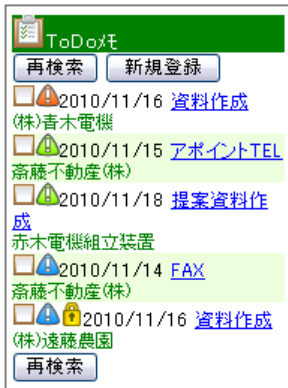 ToDoメモ
再検索 新規登録
2010/11/16 資料作成
(株)青木電機
2010/11/15 アポイントTEL
斎藤不動産(株)
2010/11/18 提案資料作
成
赤木電機組立装置
2010/11/14 FAX
斎藤不動産(株)
2010/11/16 資料作成
(株)遠藤農園
再検索